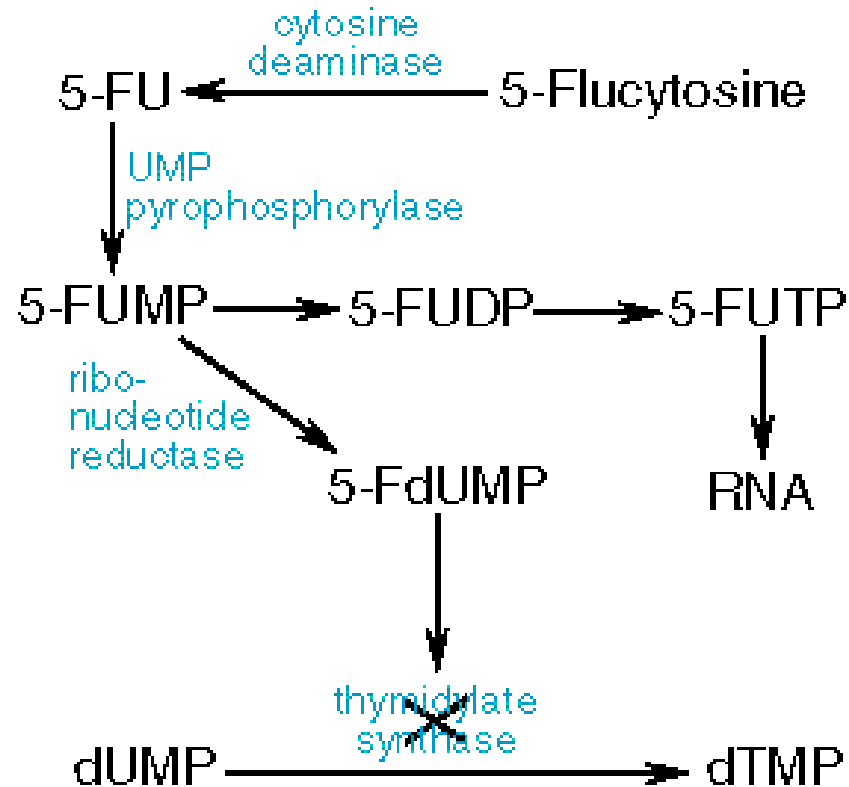 cytosine
deaminase
5-FU
5-Flucytosine
UMP
pyrophosphorylase
5-FUMP
5-FUDP
5-FUTP
ribo-
nucleotide
reductase
5-FdUMP
RNA
thymidylate
synthase
dUMP
dTMP